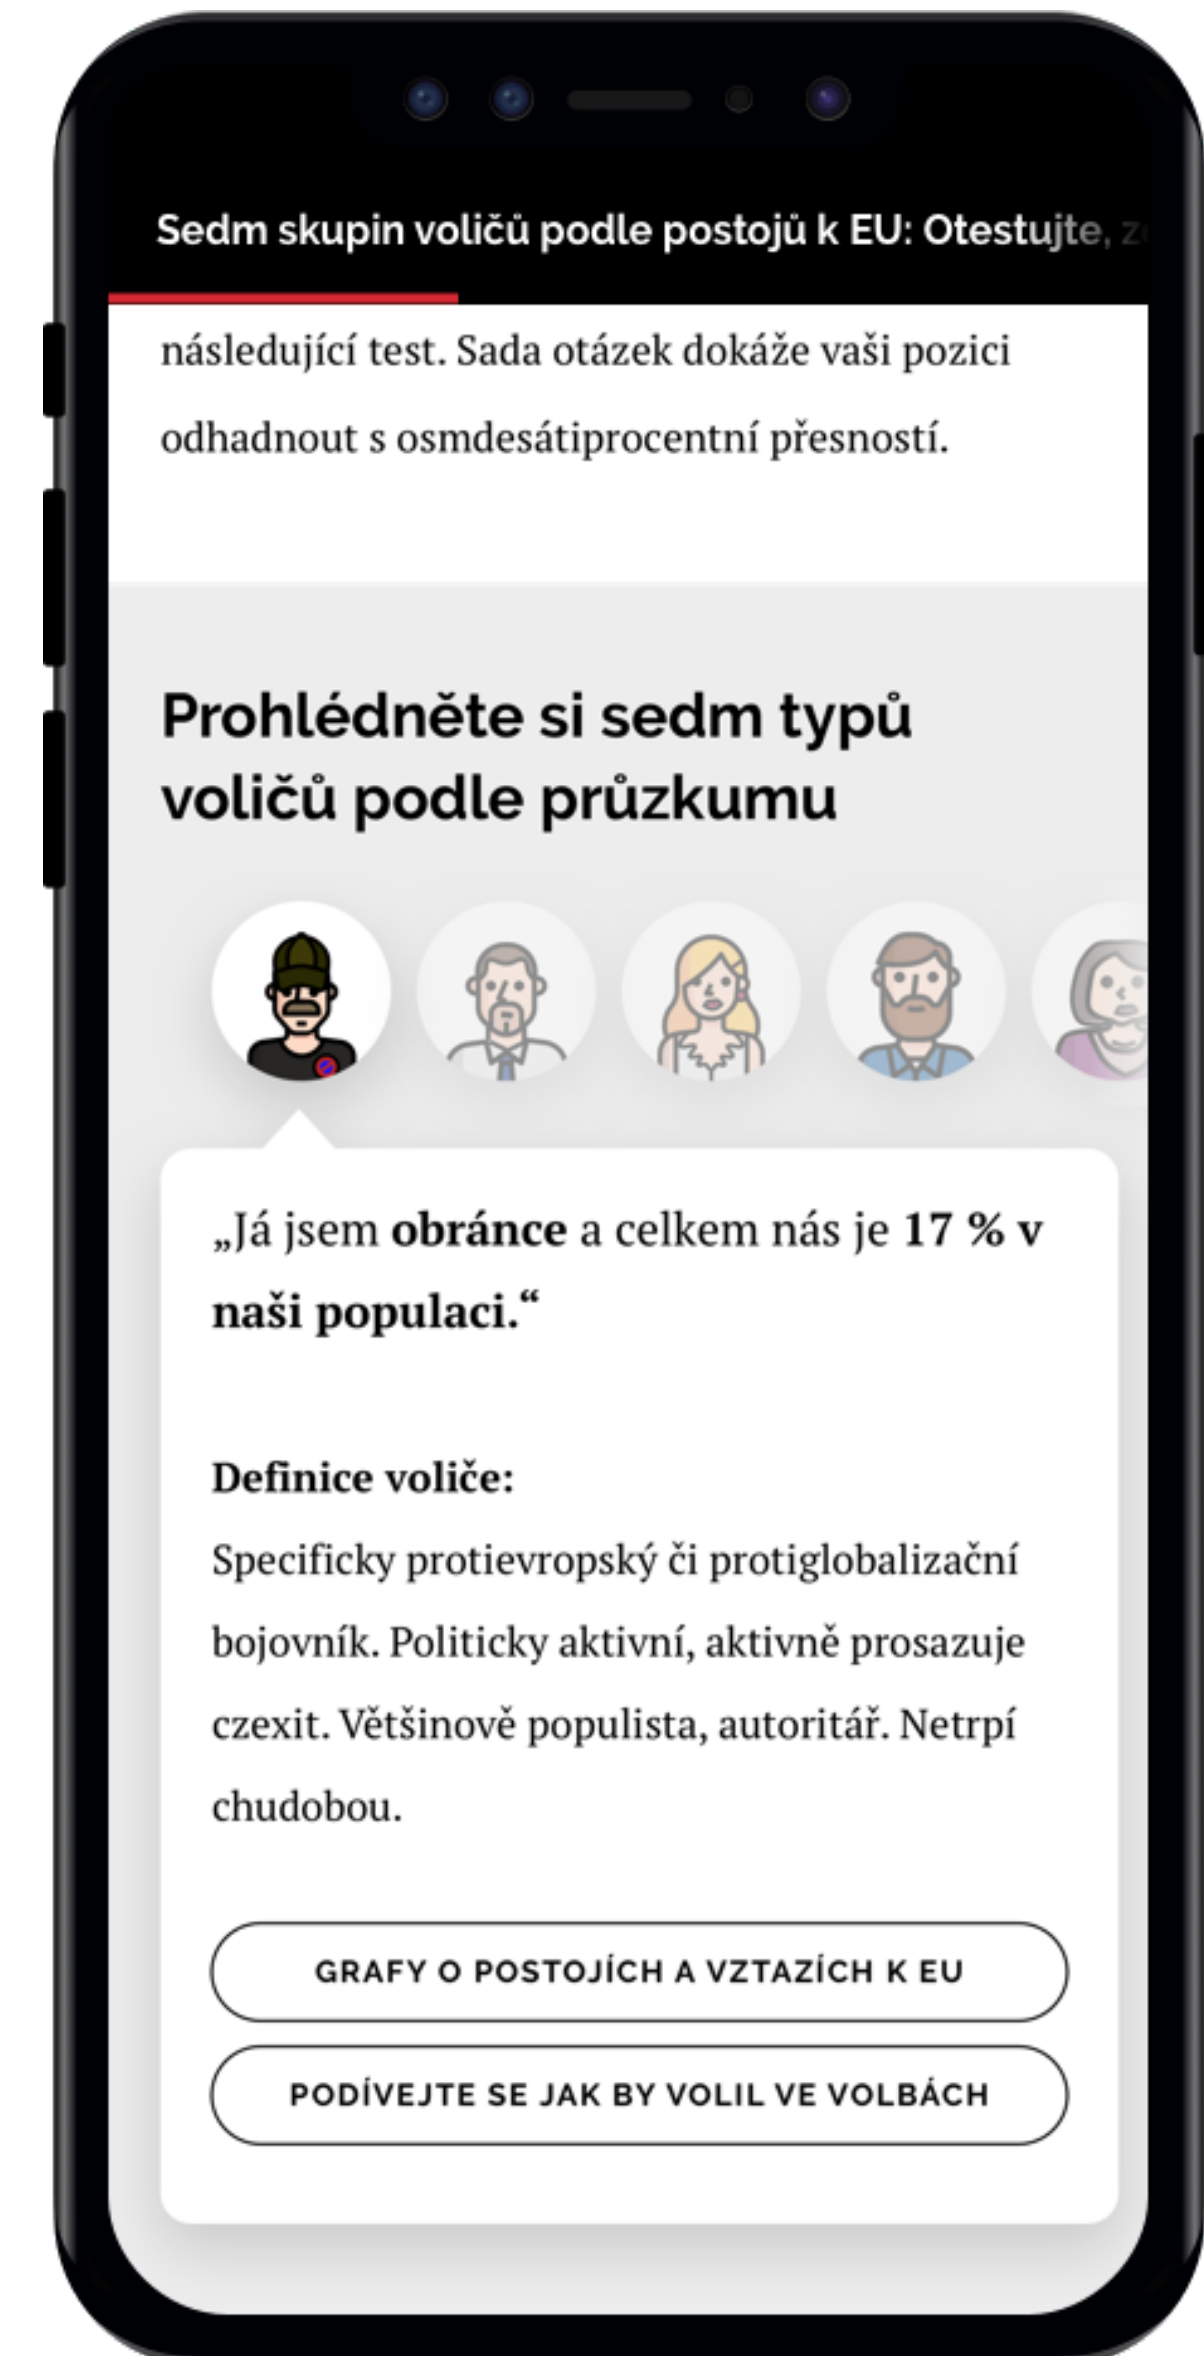 Sedm skupin voličů podle postojů k EU: Otestujte,
následující test. Sada otázek dokáže vaši pozici
odhadnout s osmdesátiprocentní přesností.
Prohlédněte si sedm typů
voličů podle průzkumu
„Já jsem obránce a celkem nás je 17 % v
naši populaci.“
Definice voliče:
Specificky protievropský či protiglobalizační
bojovník. Politicky aktivní, aktivně prosazuje
czexit. Většinově populista, autoritář. Netrpí
chudobou.
GRAFY O POSTOJÍCH A VZTAZÍCH K EU
PODÍVEJTE SE JAK BY VOLIL VE VOLBÁCH